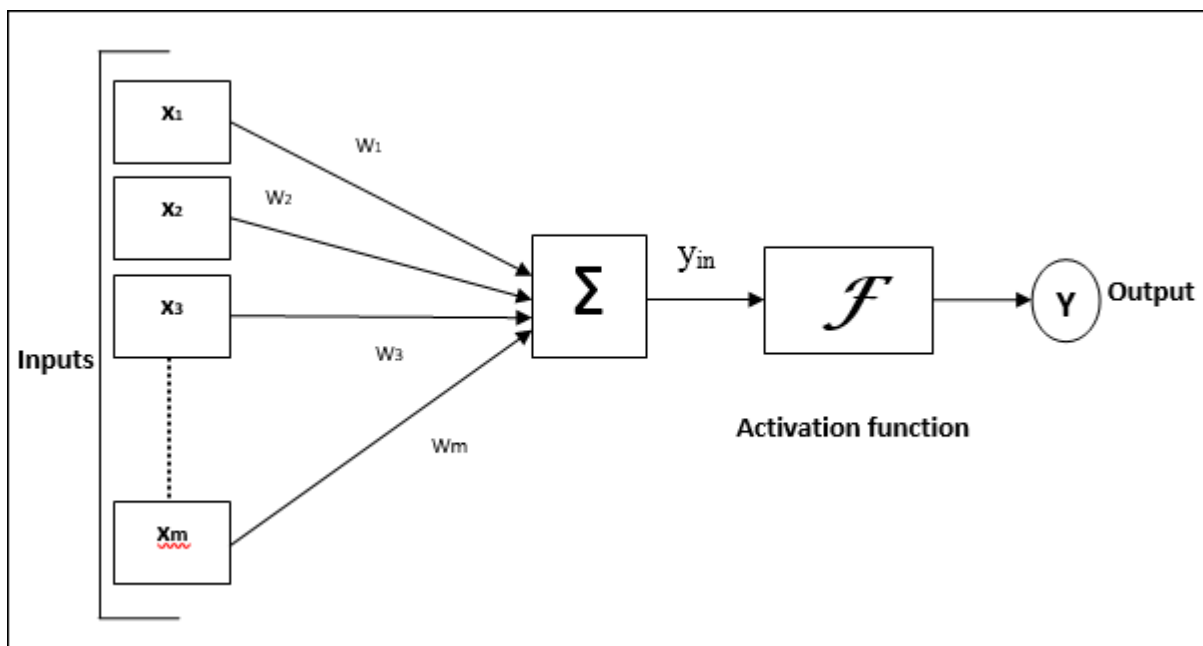 x₁
w₁
x₂
w₂
x₃
w₃
Inputs
xₘ
wₘ
Σ
yᵢₙ
ℱ
Activation function
Y
Output